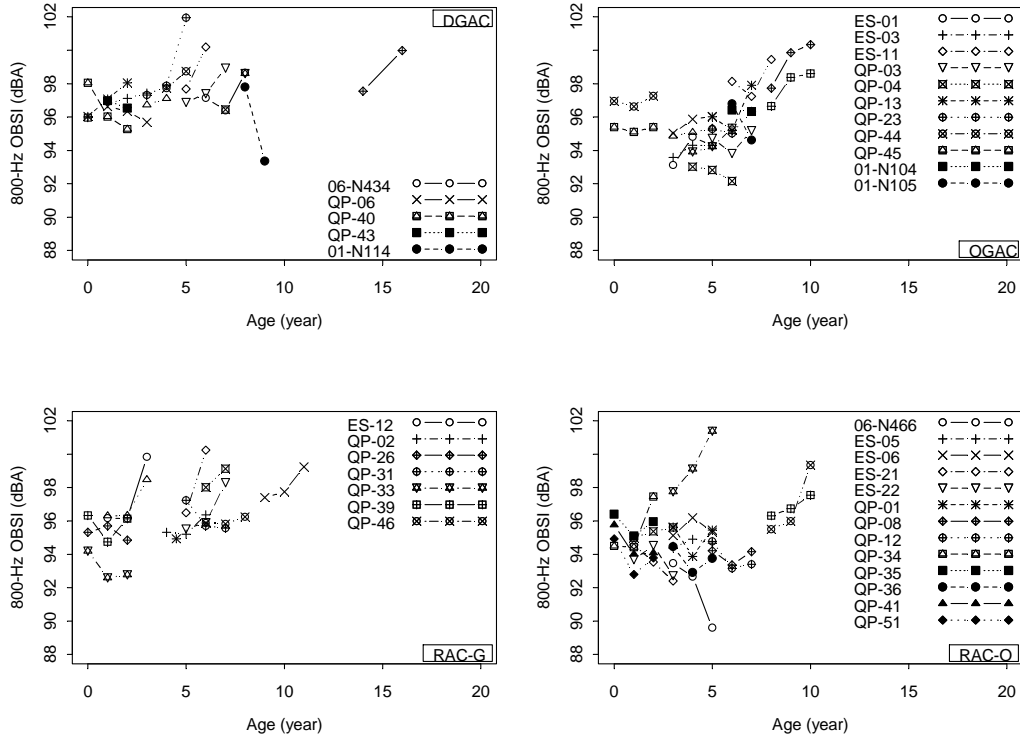 DGAC
800-Hz OBSI (dBA)
102
98
96
94
92
90
88
06-N434
QP-06
QP-40
QP-43
01-N114
0 5 10 15 20
Age (year)
OGAC
800-Hz OBSI (dBA)
102
98
96
94
92
90
88
ES-01
ES-03
ES-11
QP-03
QP-04
QP-13
QP-23
QP-44
QP-45
01-N104
01-N105
0 5 10 15 20
Age (year)
RAC-G
800-Hz OBSI (dBA)
102
98
96
94
92
90
88
ES-12
QP-02
QP-26
QP-31
QP-33
QP-39
QP-46
0 5 10 15 20
Age (year)
RAC-O
800-Hz OBSI (dBA)
102
98
96
94
92
90
88
06-N466
ES-05
ES-06
ES-21
ES-22
QP-01
QP-08
QP-12
QP-34
QP-35
QP-36
QP-41
QP-51
0 5 10 15 20
Age (year)